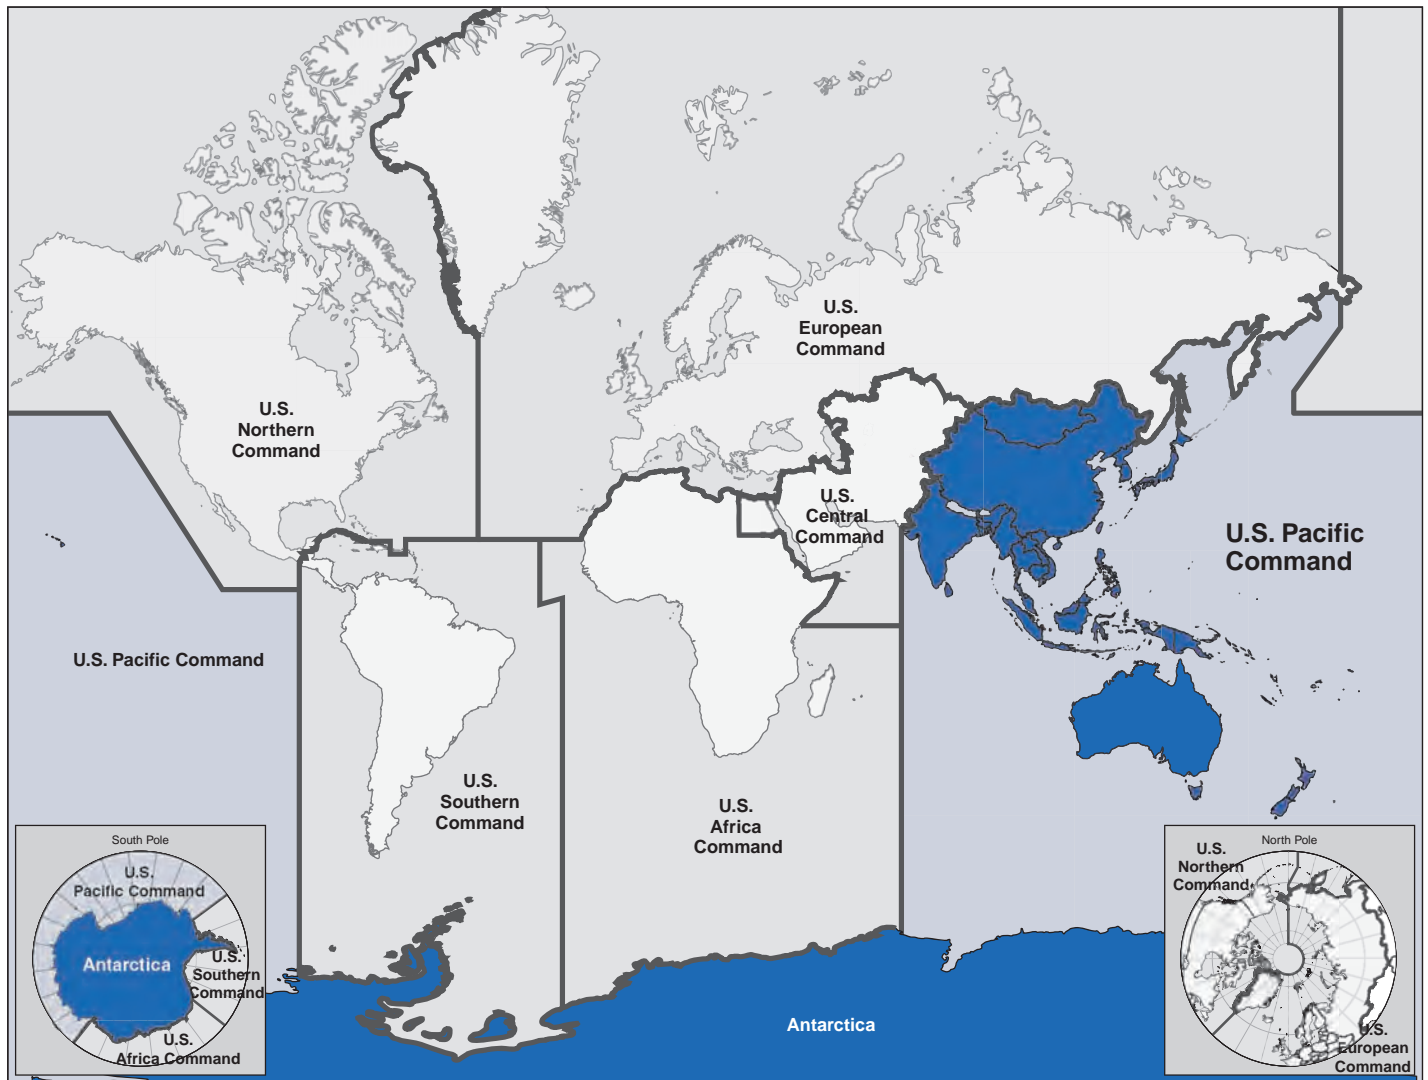 U.S.
European
Command
U.S.
Northern
Command
U.S.
Central
Command
U.S. Pacific
Command
U.S. Pacific Command
U.S.
Southern
Command
U.S.
Africa
Command
Antarctica
South Pole
U.S.
Pacific Command
Antarctica
U.S.
Southern
Command
U.S.
Africa Command
North Pole
U.S.
Northern
Command
U.S.
European
Command